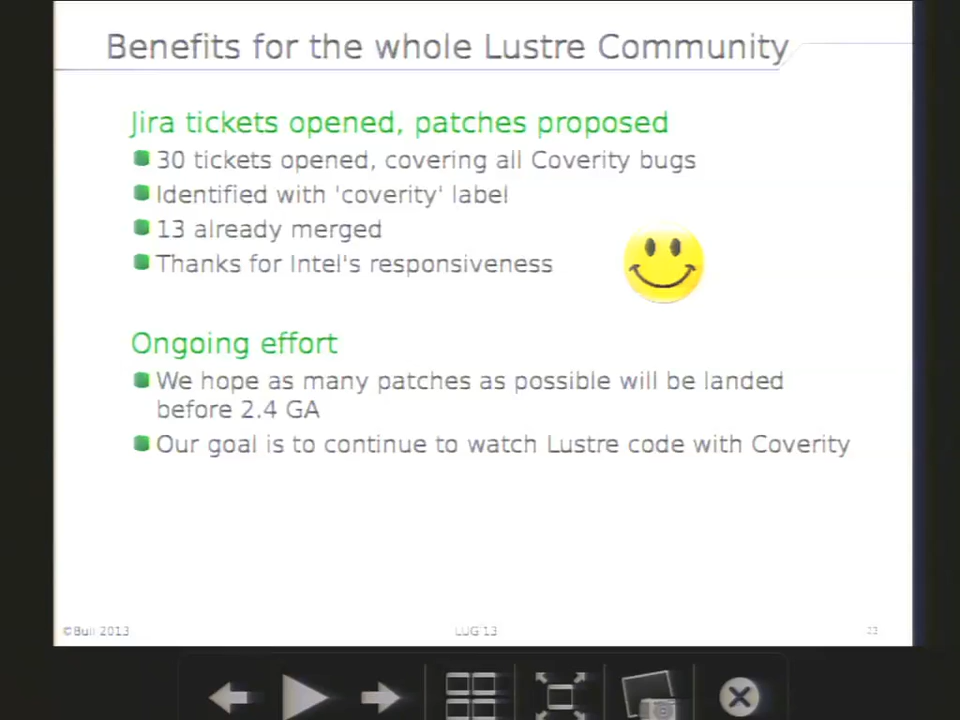 Benefits for the whole Lustre Community
Jira tickets opened, patches proposed
30 tickets opened, covering all Coverity bugs
Identified with 'coverity' label
13 already merged
Thanks for Intel's responsiveness
Ongoing effort
We hope as many patches as possible will be landed
before 2.4 GA
Our goal is to continue to watch Lustre code with Coverity
©Bull 2013
LUG'13
23